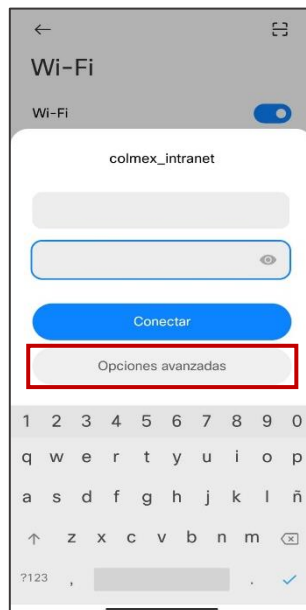 Wi-Fi
Wi-Fi
colmex_intranet
Conectar
Opciones avanzadas
1 2 3 4 5 6 7 8 9 0
q w e r t y u i o p
a s d f g h j k l ñ
z x c v b n m
?123 , .